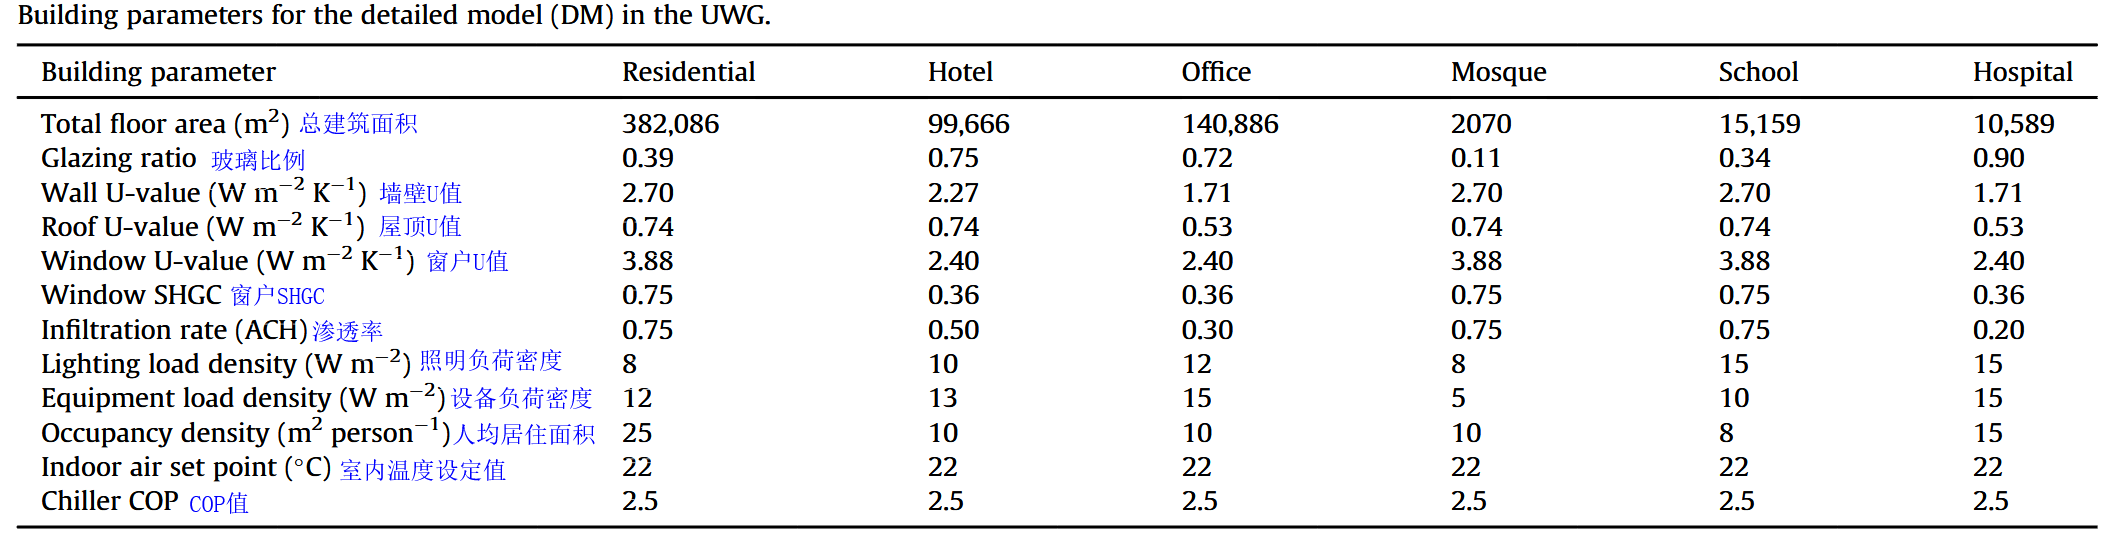 Building parameters for the detailed model (DM) in the UWG.
Building parameter Residential Hotel Office Mosque School Hospital
Total floor area (m²) 总建筑面积 382,086 99,666 140,886 2070 15,159 10,589
Glazing ratio 玻璃比例 0.39 0.75 0.72 0.11 0.34 0.90
Wall U-value (W m⁻² K⁻¹) 墙壁U值 2.70 2.27 1.71 2.70 2.70 1.71
Roof U-value (W m⁻² K⁻¹) 屋顶U值 0.74 0.74 0.53 0.74 0.74 0.53
Window U-value (W m⁻² K⁻¹) 窗户U值 3.88 2.40 2.40 3.88 3.88 2.40
Window SHGC 窗户SHGC 0.75 0.36 0.36 0.75 0.75 0.36
Infiltration rate (ACH) 渗透率 0.75 0.50 0.30 0.75 0.75 0.20
Lighting load density (W m⁻²) 照明负荷密度 8 10 12 8 15 15
Equipment load density (W m⁻²) 设备负荷密度 12 13 15 5 10 15
Occupancy density (m² person⁻¹) 人均居住面积 25 10 10 10 8 15
Indoor air set point (°C) 室内温度设定值 22 22 22 22 22 22
Chiller COP COP值 2.5 2.5 2.5 2.5 2.5 2.5